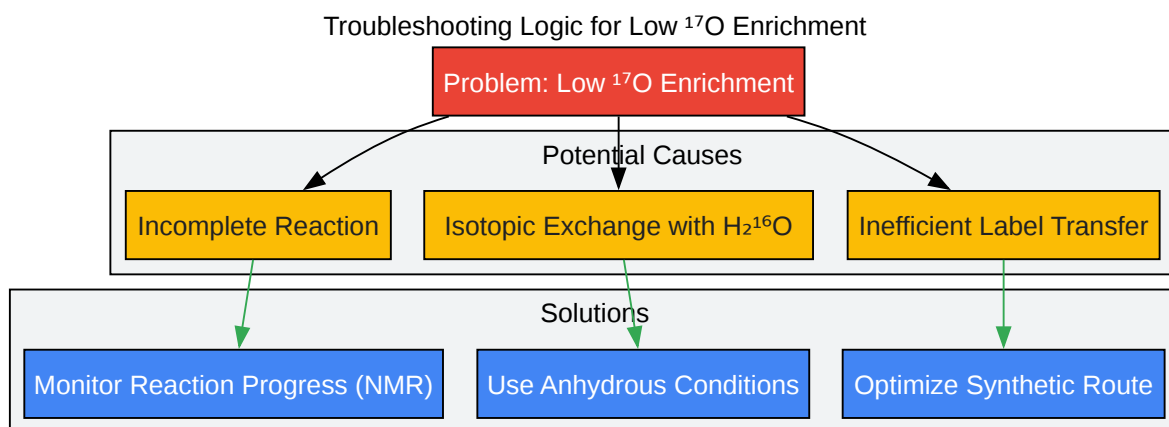 Troubleshooting Logic for Low ¹⁷O Enrichment
Problem: Low ¹⁷O Enrichment
Potential Causes
Incomplete Reaction
Isotopic Exchange with H₂¹⁶O
Inefficient Label Transfer
Solutions
Monitor Reaction Progress (NMR)
Use Anhydrous Conditions
Optimize Synthetic Route